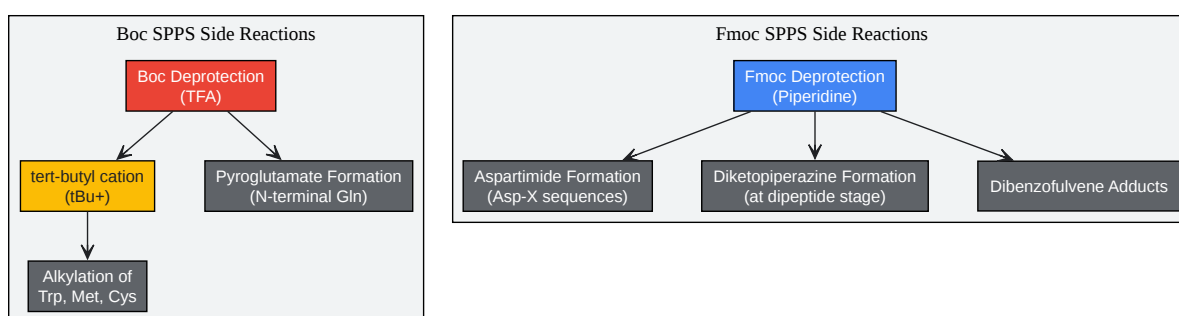 Boc SPPS Side Reactions
Boc Deprotection
(TFA)
tert-butyl cation
(tBu+)
Pyroglutamate Formation
(N-terminal Gln)
Alkylation of
Trp, Met, Cys
Fmoc SPPS Side Reactions
Fmoc Deprotection
(Piperidine)
Aspartimide Formation
(Asp-X sequences)
Diketopiperazine Formation
(at dipeptide stage)
Dibenzofulvene Adducts